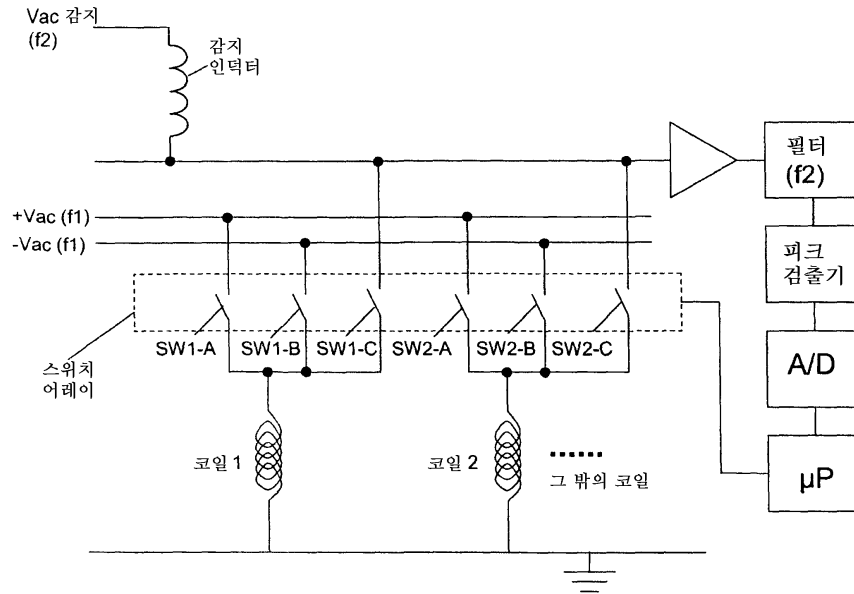 Vac 감지
(f2)
감지
인덕터
필터
(f2)
+Vac (f1)
-Vac (f1)
피크
검출기
SW1-A
SW1-B
SW1-C
SW2-A
SW2-B
SW2-C
스위치
어레이
A/D
코일 1
코일 2
그 밖의 코일
μP